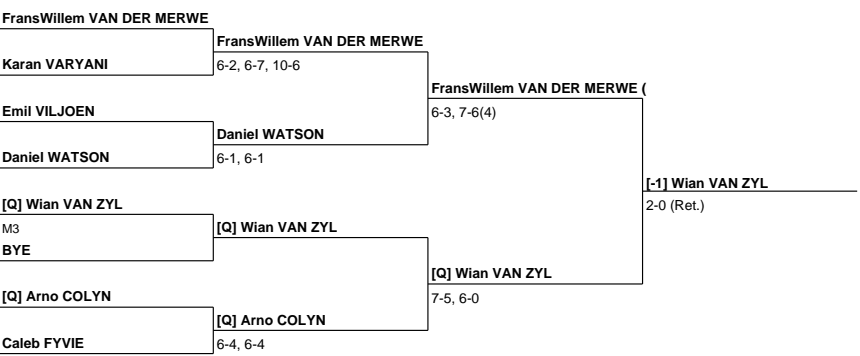 FransWillem VAN DER MERWE
FransWillem VAN DER MERWE
Karan VARYANI
6-2, 6-7, 10-6
FransWillem VAN DER MERWE (
Emil VILJOEN
6-3, 7-6(4)
Daniel WATSON
Daniel WATSON
6-1, 6-1
[-1] Wian VAN ZYL
[Q] Wian VAN ZYL
2-0 (Ret.)
M3
[Q] Wian VAN ZYL
BYE
[Q] Wian VAN ZYL
[Q] Arno COLYN
7-5, 6-0
[Q] Arno COLYN
Caleb FYVIE
6-4, 6-4